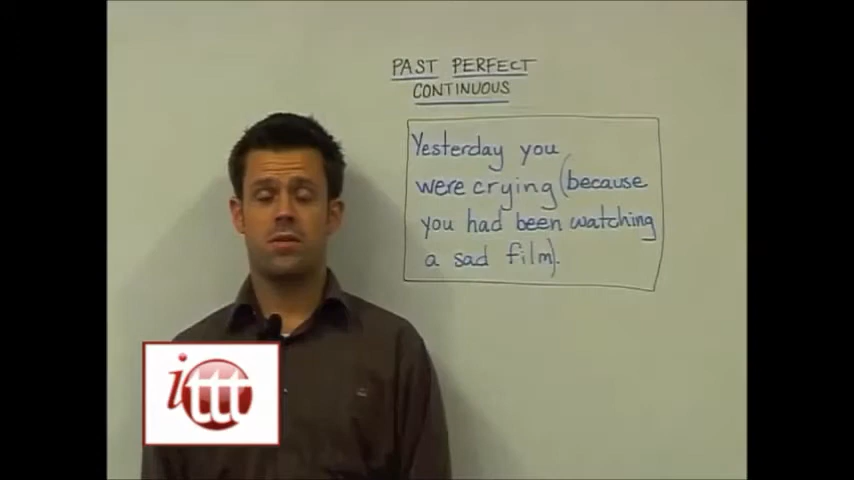 PAST PERFECT
CONTINUOUS
Yesterday you
were crying (because
you had been watching
a sad film).
ittt